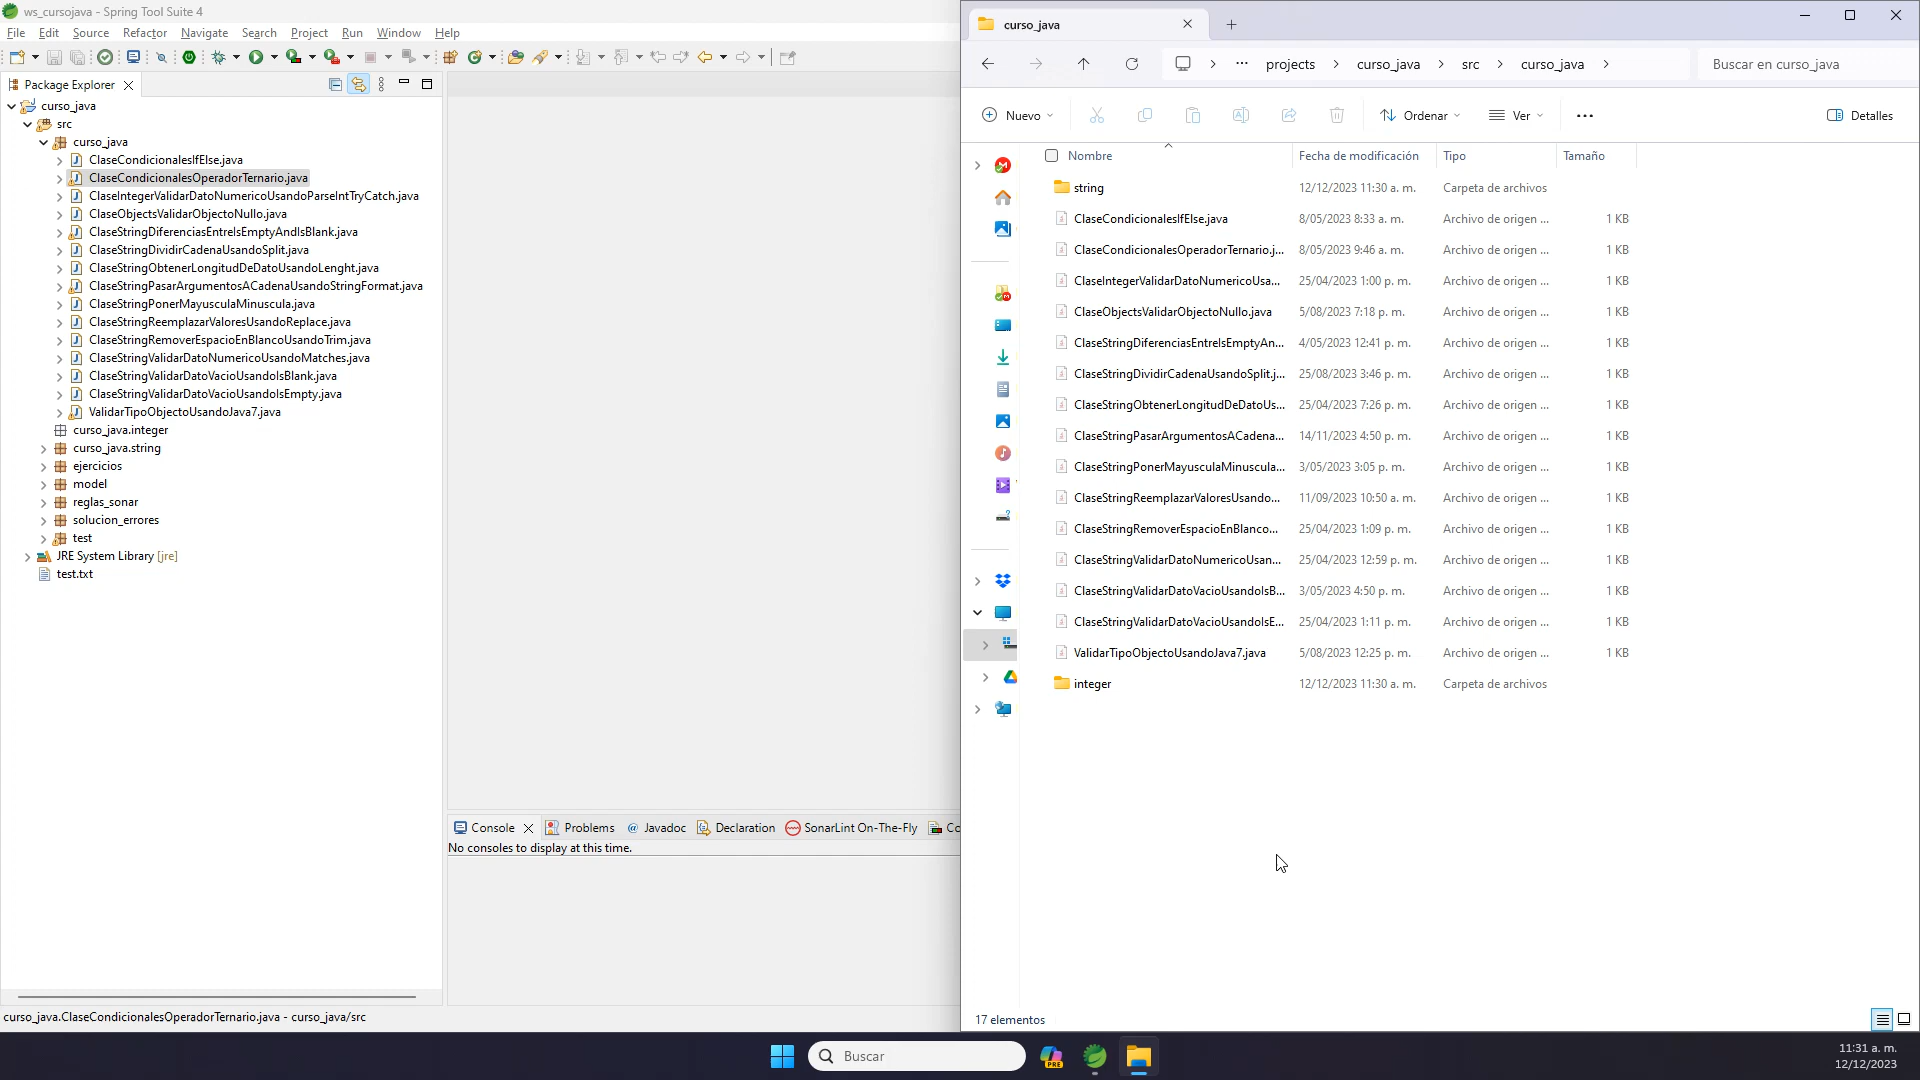 ws_cursojava - Spring Tool Suite 4
File Edit Source Refactor Navigate Search Project Run Window Help
Package Explorer
curso_java
src
curso_java
ClaseCondicionalesIfElse.java
ClaseCondicionalesOperadorTernario.java
ClaseIntegerValidarDatoNumericoUsandoParseIntTryCatch.java
ClaseObjectsValidarObjectoNullo.java
ClaseStringDiferenciasEntreIsEmptyAndIsBlank.java
ClaseStringDividirCadenaUsandoSplit.java
ClaseStringObtenerLongitudDeDatoUsandoLenght.java
ClaseStringPasarArgumentosACadenaUsandoStringFormat.java
ClaseStringPonerMayusculaMinuscula.java
ClaseStringReemplazarValoresUsandoReplace.java
ClaseStringRemoverEspacioEnBlancoUsandoTrim.java
ClaseStringValidarDatoNumericoUsandoMatches.java
ClaseStringValidarDatoVacioUsandoIsBlank.java
ClaseStringValidarDatoVacioUsandoIsEmpty.java
ValidarTipoObjectoUsandoJava7.java
curso_java.integer
curso_java.string
ejercicios
model
reglas_sonar
solucion_errores
test
JRE System Library [jre]
test.txt
Console Problems @ Javadoc Declaration SonarLint On-The-Fly Co
No consoles to display at this time.
curso_java.ClaseCondicionalesOperadorTernario.java - curso_java/src
curso_java
... projects curso_java src curso_java
Buscar en curso_java
Nuevo Ordenar Ver ... Detalles
Nombre Fecha de modificación Tipo Tamaño
string 12/12/2023 11:30 a. m. Carpeta de archivos
ClaseCondicionalesIfElse.java 8/05/2023 8:33 a. m. Archivo de origen ... 1 KB
ClaseCondicionalesOperadorTernario.j... 8/05/2023 9:46 a. m. Archivo de origen ... 1 KB
ClaseIntegerValidarDatoNumericoUsa... 25/04/2023 1:00 p. m. Archivo de origen ... 1 KB
ClaseObjectsValidarObjectoNullo.java 5/08/2023 7:18 p. m. Archivo de origen ... 1 KB
ClaseStringDiferenciasEntreIsEmptyAn... 4/05/2023 12:41 p. m. Archivo de origen ... 1 KB
ClaseStringDividirCadenaUsandoSplit.j... 25/08/2023 3:46 p. m. Archivo de origen ... 1 KB
ClaseStringObtenerLongitudDeDatoUs... 25/04/2023 7:26 p. m. Archivo de origen ... 1 KB
ClaseStringPasarArgumentosACadena... 14/11/2023 4:50 p. m. Archivo de origen ... 1 KB
ClaseStringPonerMayusculaMinuscula... 3/05/2023 3:05 p. m. Archivo de origen ... 1 KB
ClaseStringReemplazarValoresUsando... 11/09/2023 10:50 a. m. Archivo de origen ... 1 KB
ClaseStringRemoverEspacioEnBlanco... 25/04/2023 1:09 p. m. Archivo de origen ... 1 KB
ClaseStringValidarDatoNumericoUsan... 25/04/2023 12:59 p. m. Archivo de origen ... 1 KB
ClaseStringValidarDatoVacioUsandoIsB... 3/05/2023 4:50 p. m. Archivo de origen ... 1 KB
ClaseStringValidarDatoVacioUsandoIsE... 25/04/2023 1:11 p. m. Archivo de origen ... 1 KB
ValidarTipoObjectoUsandoJava7.java 5/08/2023 12:25 p. m. Archivo de origen ... 1 KB
integer 12/12/2023 11:30 a. m. Carpeta de archivos
17 elementos
Buscar
PRE
11:31 a. m.
12/12/2023